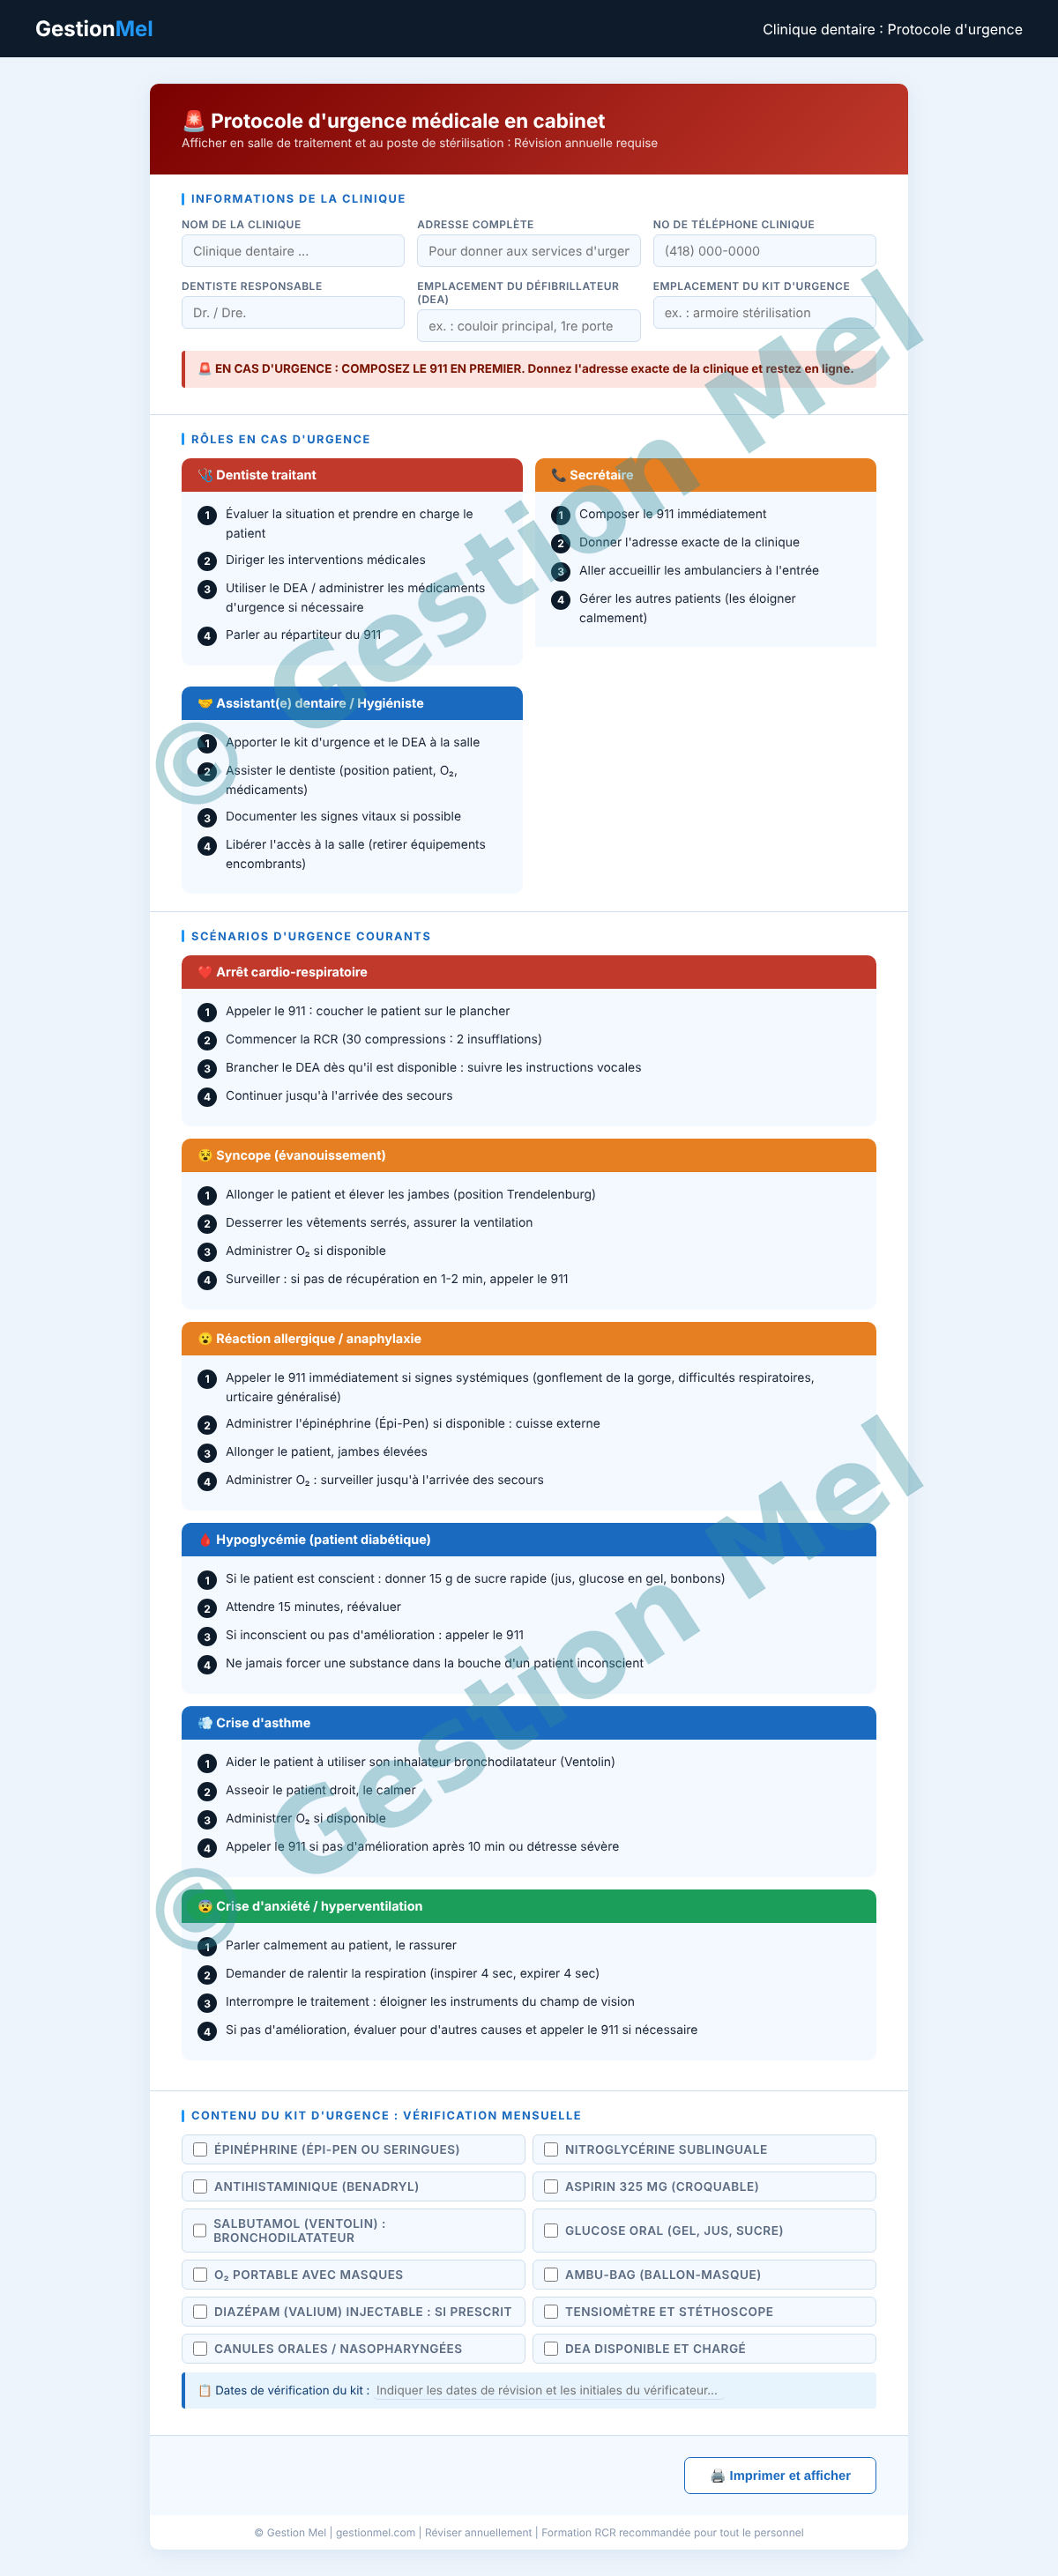 GestionMel
Clinique dentaire : Protocole d'urgence
🚨 Protocole d'urgence médicale en cabinet
Afficher en salle de traitement et au poste de stérilisation : Révision annuelle requise
INFORMATIONS DE LA CLINIQUE
NOM DE LA CLINIQUE
Clinique dentaire ...
ADRESSE COMPLÈTE
Pour donner aux services d'urgen
NO DE TÉLÉPHONE CLINIQUE
(418) 000-0000
DENTISTE RESPONSABLE
Dr. / Dre.
EMPLACEMENT DU DÉFIBRILLATEUR
(DEA)
ex. : couloir principal, 1re porte
EMPLACEMENT DU KIT D'URGENCE
ex. : armoire stérilisation
🚨 EN CAS D'URGENCE : COMPOSEZ LE 911 EN PREMIER. Donnez l'adresse exacte de la clinique et restez en ligne.
RÔLES EN CAS D'URGENCE
🩺 Dentiste traitant
1 Évaluer la situation et prendre en charge le
patient
2 Diriger les interventions médicales
3 Utiliser le DEA / administrer les médicaments
d'urgence si nécessaire
4 Parler au répartiteur du 911
📞 Secrétaire
1 Composer le 911 immédiatement
2 Donner l'adresse exacte de la clinique
3 Aller accueillir les ambulanciers à l'entrée
4 Gérer les autres patients (les éloigner
calmement)
🤝 Assistant(e) dentaire / Hygiéniste
1 Apporter le kit d'urgence et le DEA à la salle
2 Assister le dentiste (position patient, O₂,
médicaments)
3 Documenter les signes vitaux si possible
4 Libérer l'accès à la salle (retirer équipements
encombrants)
© Gestion Mel
SCÉNARIOS D'URGENCE COURANTS
❤️ Arrêt cardio-respiratoire
1 Appeler le 911 : coucher le patient sur le plancher
2 Commencer la RCR (30 compressions : 2 insufflations)
3 Brancher le DEA dès qu'il est disponible : suivre les instructions vocales
4 Continuer jusqu'à l'arrivée des secours
😵 Syncope (évanouissement)
1 Allonger le patient et élever les jambes (position Trendelenburg)
2 Desserrer les vêtements serrés, assurer la ventilation
3 Administrer O₂ si disponible
4 Surveiller : si pas de récupération en 1-2 min, appeler le 911
😮 Réaction allergique / anaphylaxie
1 Appeler le 911 immédiatement si signes systémiques (gonflement de la gorge, difficultés respiratoires,
urticaire généralisé)
2 Administrer l'épinéphrine (Épi-Pen) si disponible : cuisse externe
3 Allonger le patient, jambes élevées
4 Administrer O₂ : surveiller jusqu'à l'arrivée des secours
🩸 Hypoglycémie (patient diabétique)
1 Si le patient est conscient : donner 15 g de sucre rapide (jus, glucose en gel, bonbons)
2 Attendre 15 minutes, réévaluer
3 Si inconscient ou pas d'amélioration : appeler le 911
4 Ne jamais forcer une substance dans la bouche d'un patient inconscient
💨 Crise d'asthme
1 Aider le patient à utiliser son inhalateur bronchodilatateur (Ventolin)
2 Asseoir le patient droit, le calmer
3 Administrer O₂ si disponible
4 Appeler le 911 si pas d'amélioration après 10 min ou détresse sévère
😨 Crise d'anxiété / hyperventilation
1 Parler calmement au patient, le rassurer
2 Demander de ralentir la respiration (inspirer 4 sec, expirer 4 sec)
3 Interrompre le traitement : éloigner les instruments du champ de vision
4 Si pas d'amélioration, évaluer pour d'autres causes et appeler le 911 si nécessaire
© Gestion Mel
CONTENU DU KIT D'URGENCE : VÉRIFICATION MENSUELLE
ÉPINÉPHRINE (ÉPI-PEN OU SERINGUES)
NITROGLYCÉRINE SUBLINGUALE
ANTIHISTAMINIQUE (BENADRYL)
ASPIRIN 325 MG (CROQUABLE)
SALBUTAMOL (VENTOLIN) :
BRONCHODILATATEUR
GLUCOSE ORAL (GEL, JUS, SUCRE)
O₂ PORTABLE AVEC MASQUES
AMBU-BAG (BALLON-MASQUE)
DIAZÉPAM (VALIUM) INJECTABLE : SI PRESCRIT
TENSIOMÈTRE ET STÉTHOSCOPE
CANULES ORALES / NASOPHARYNGÉES
DEA DISPONIBLE ET CHARGÉ
📋 Dates de vérification du kit : Indiquer les dates de révision et les initiales du vérificateur...
🖨️ Imprimer et afficher
© Gestion Mel | gestionmel.com | Réviser annuellement | Formation RCR recommandée pour tout le personnel